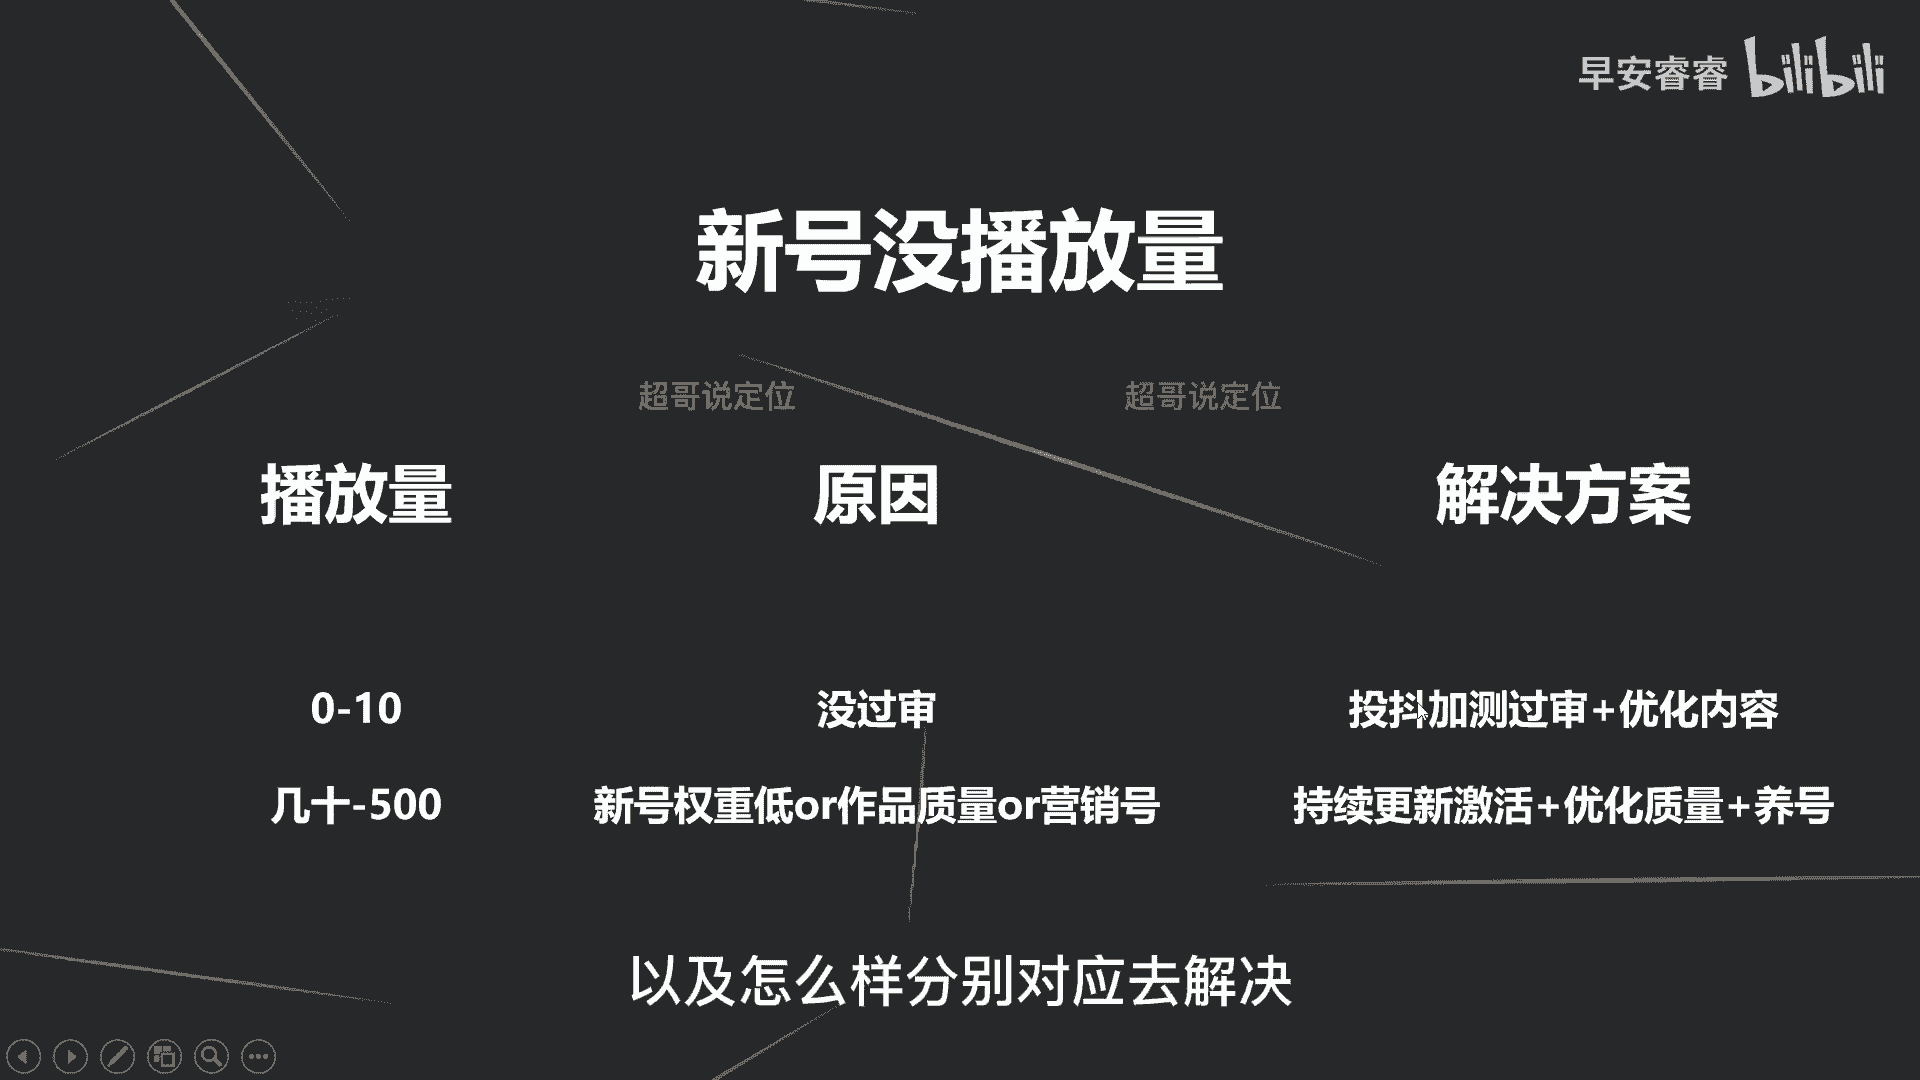 早安睿睿 bilibili
新号没播放量
超哥说定位 超哥说定位
播放量 原因 解决方案
0-10 没过审 投抖加测过审+优化内容
几十-500 新号权重低or作品质量or营销号 持续更新激活+优化质量+养号
以及怎么样分别对应去解决